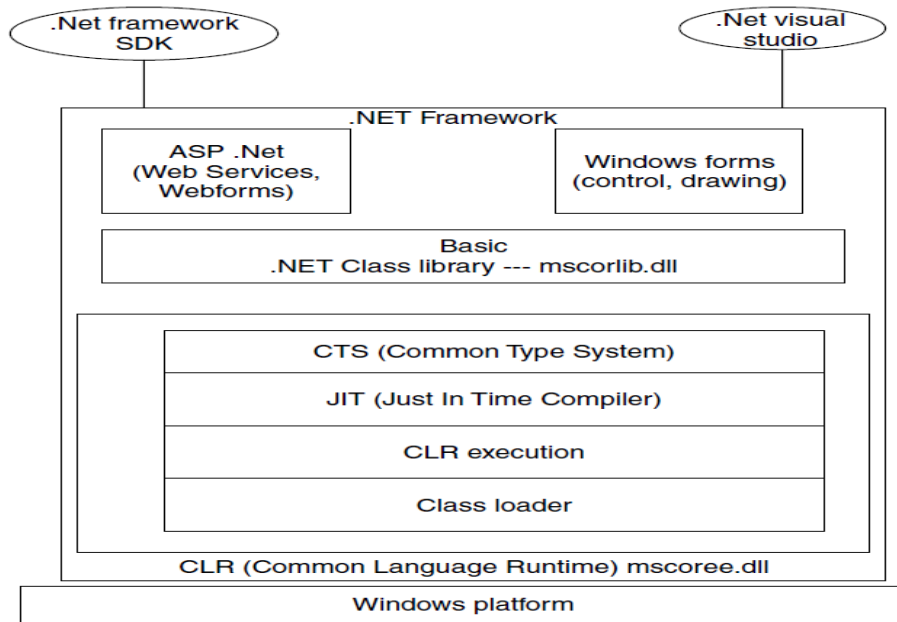 .Net framework
SDK
.Net visual
studio
.NET Framework
ASP .Net
(Web Services,
Webforms)
Windows forms
(control, drawing)
Basic
.NET Class library --- mscorlib.dll
CTS (Common Type System)
JIT (Just In Time Compiler)
CLR execution
Class loader
CLR (Common Language Runtime) mscoree.dll
Windows platform